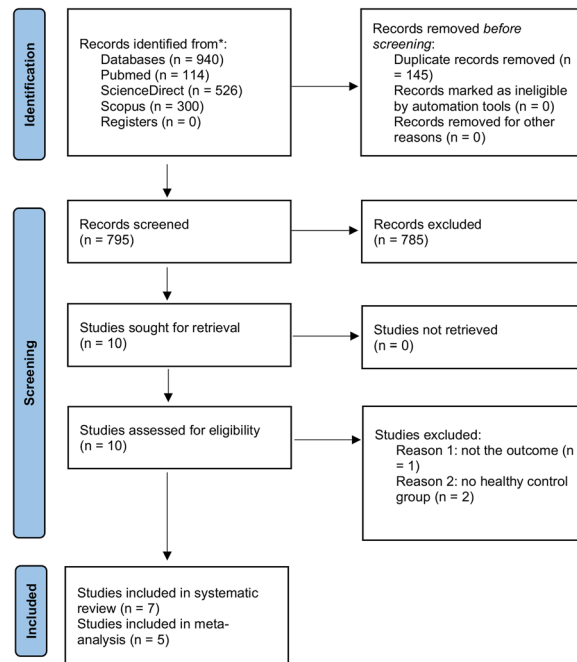 Identification
Records identified from*:
Databases (n = 940)
Pubmed (n = 114)
ScienceDirect (n = 526)
Scopus (n = 300)
Registers (n = 0)
Records removed before
screening:
Duplicate records removed (n
= 145)
Records marked as ineligible
by automation tools (n = 0)
Records removed for other
reasons (n = 0)
Screening
Records screened
(n = 795)
Records excluded
(n = 785)
Studies sought for retrieval
(n = 10)
Studies not retrieved
(n = 0)
Studies assessed for eligibility
(n = 10)
Studies excluded:
Reason 1: not the outcome (n
= 1)
Reason 2: no healthy control
group (n = 2)
Included
Studies included in systematic
review (n = 7)
Studies included in meta-
analysis (n = 5)